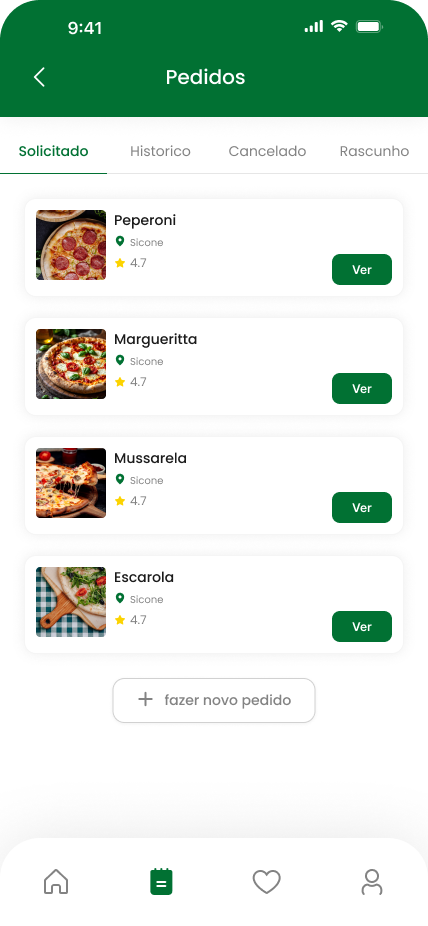 9:41
Pedidos
Solicitado Historico Cancelado Rascunho
Peperoni
Sicone
4.7
Ver
Margueritta
Sicone
4.7
Ver
Mussarela
Sicone
4.7
Ver
Escarola
Sicone
4.7
Ver
fazer novo pedido